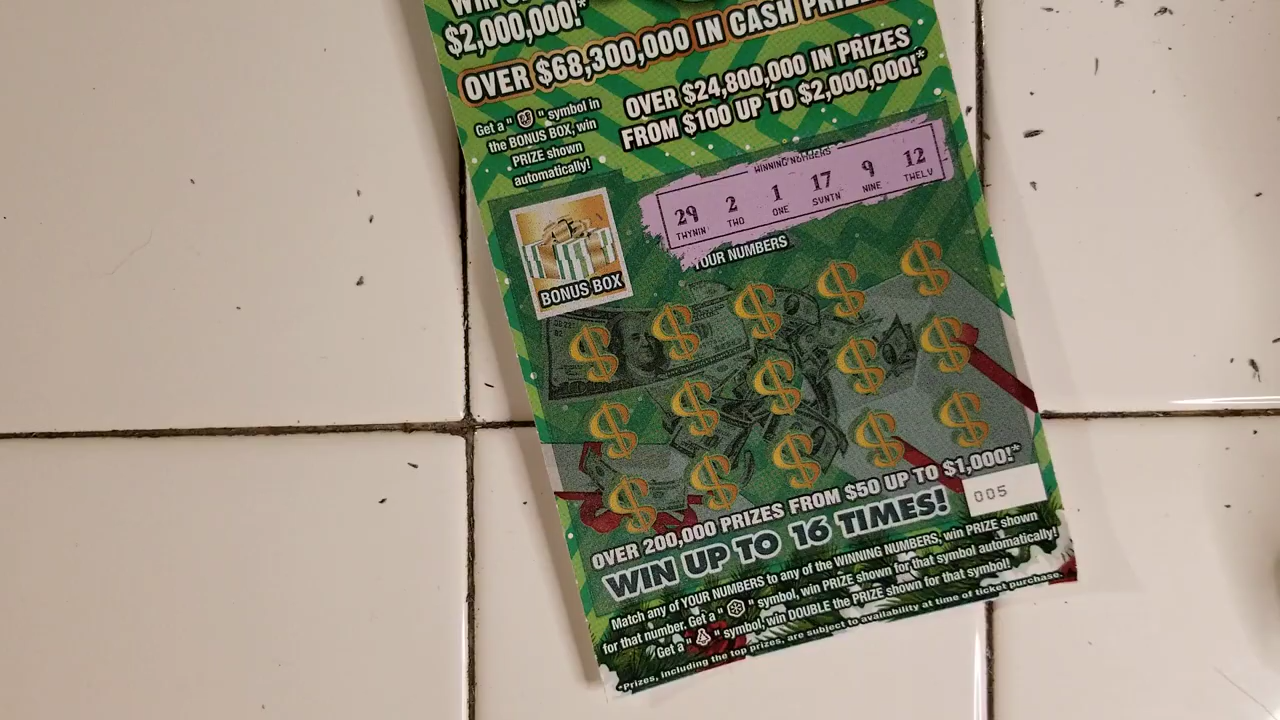 $2,000,000!*
OVER $68,300,000 IN CASH
OVER $24,800,000 IN PRIZES
FROM $100 UP TO $2,000,000!*
Get a " " symbol in
the BONUS BOX, win
PRIZE shown
automatically!
WINNING NUMBERS
29 2 1 17 9 12
THYNIN TWO ONE SVNTN NINE TWELV
YOUR NUMBERS
BONUS BOX
$ $ $ $ $
$ $ $ $ $
$ $ $ $ $
OVER 200,000 PRIZES FROM $50 UP TO $1,000!*
WIN UP TO 16 TIMES!
005
Match any of YOUR NUMBERS to any of the WINNING NUMBERS, win PRIZE shown
for that number. Get a " " symbol, win PRIZE shown for that symbol automatically!
Get a " " symbol, win DOUBLE the PRIZE shown for that symbol!
*Prizes, including the top prizes, are subject to availability at time of ticket purchase.